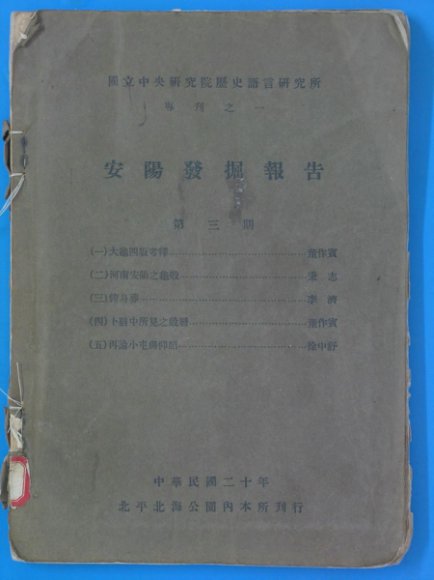 國立中央研究院歷史語言研究所
專刊之一
安陽發掘報告
第三期
(一)大龜四版考釋……………………董作賓
(二)河南安陽之龜殼……………………秉志
(三)俯身葬……………………李濟
(四)卜辭中所見之殷曆……………………董作賓
(五)再論小屯與仰韶……………………徐中舒
中華民國二十年
北平北海公園內本所刊行